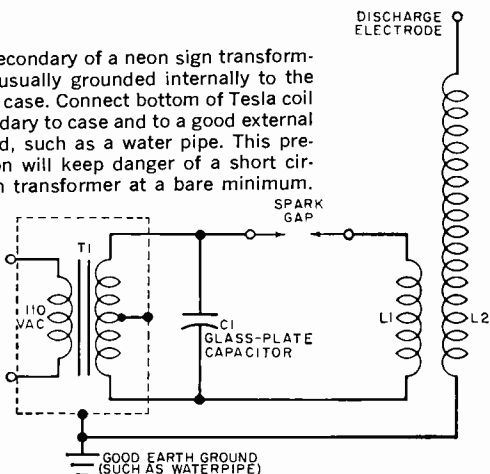 DISCHARGE
ELECTRODE
econdary of a neon sign transform-
usually grounded internally to the
case. Connect bottom of Tesla coil
dary to case and to a good external
d, such as a water pipe. This pre-
on will keep danger of a short cir-
n transformer at a bare minimum.
SPARK
GAP
T1
110
VAC
C1
GLASS-PLATE
CAPACITOR
L1
L2
GOOD EARTH GROUND
(SUCH AS WATERPIPE)